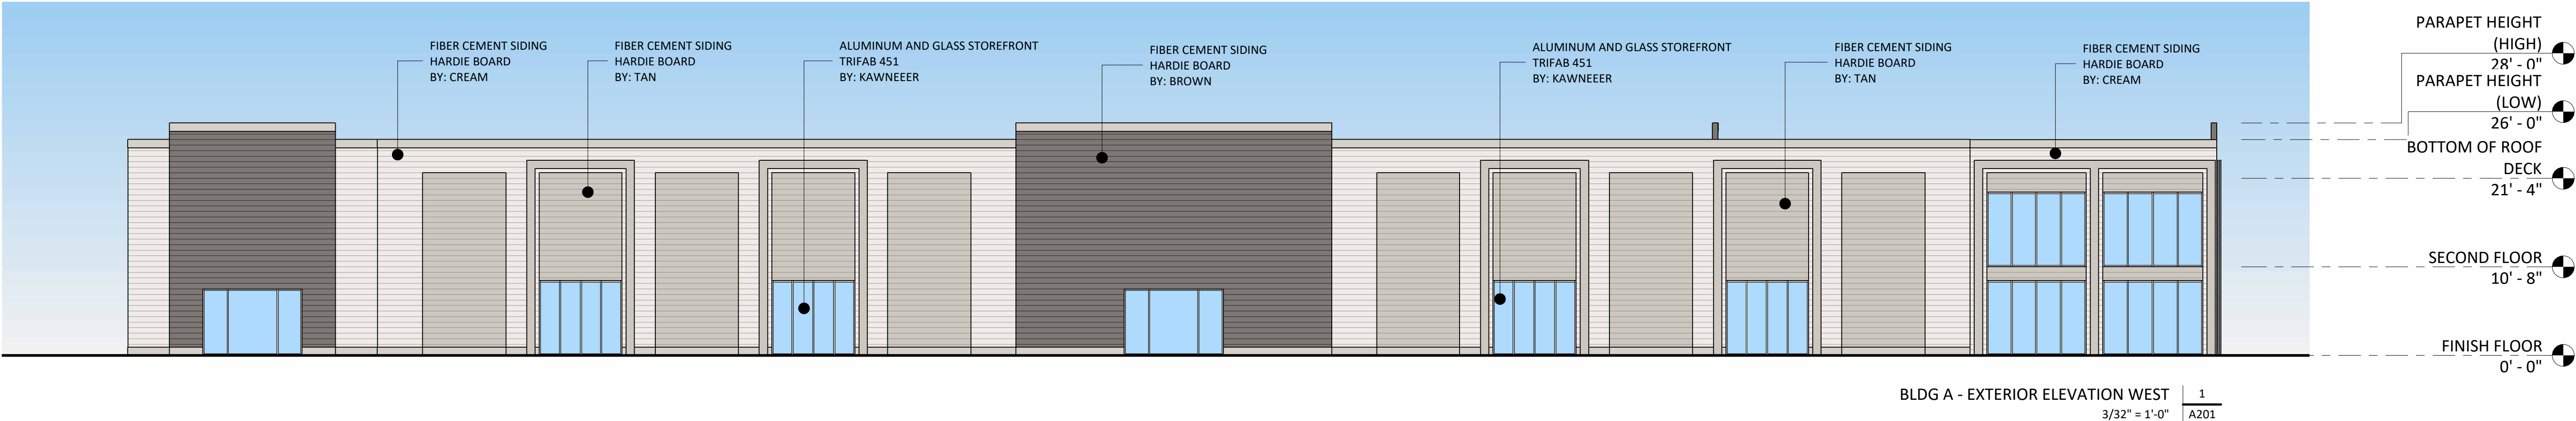 FIBER CEMENT SIDING
HARDIE BOARD
BY: CREAM
FIBER CEMENT SIDING
HARDIE BOARD
BY: TAN
ALUMINUM AND GLASS STOREFRONT
TRIFAB 451
BY: KAWNEEER
FIBER CEMENT SIDING
HARDIE BOARD
BY: BROWN
ALUMINUM AND GLASS STOREFRONT
TRIFAB 451
BY: KAWNEEER
FIBER CEMENT SIDING
HARDIE BOARD
BY: TAN
FIBER CEMENT SIDING
HARDIE BOARD
BY: CREAM
PARAPET HEIGHT
(HIGH)
28' - 0"
PARAPET HEIGHT
(LOW)
26' - 0"
BOTTOM OF ROOF
DECK
21' - 4"
SECOND FLOOR
10' - 8"
FINISH FLOOR
0' - 0"
BLDG A - EXTERIOR ELEVATION WEST
3/32" = 1'-0"
1
A201